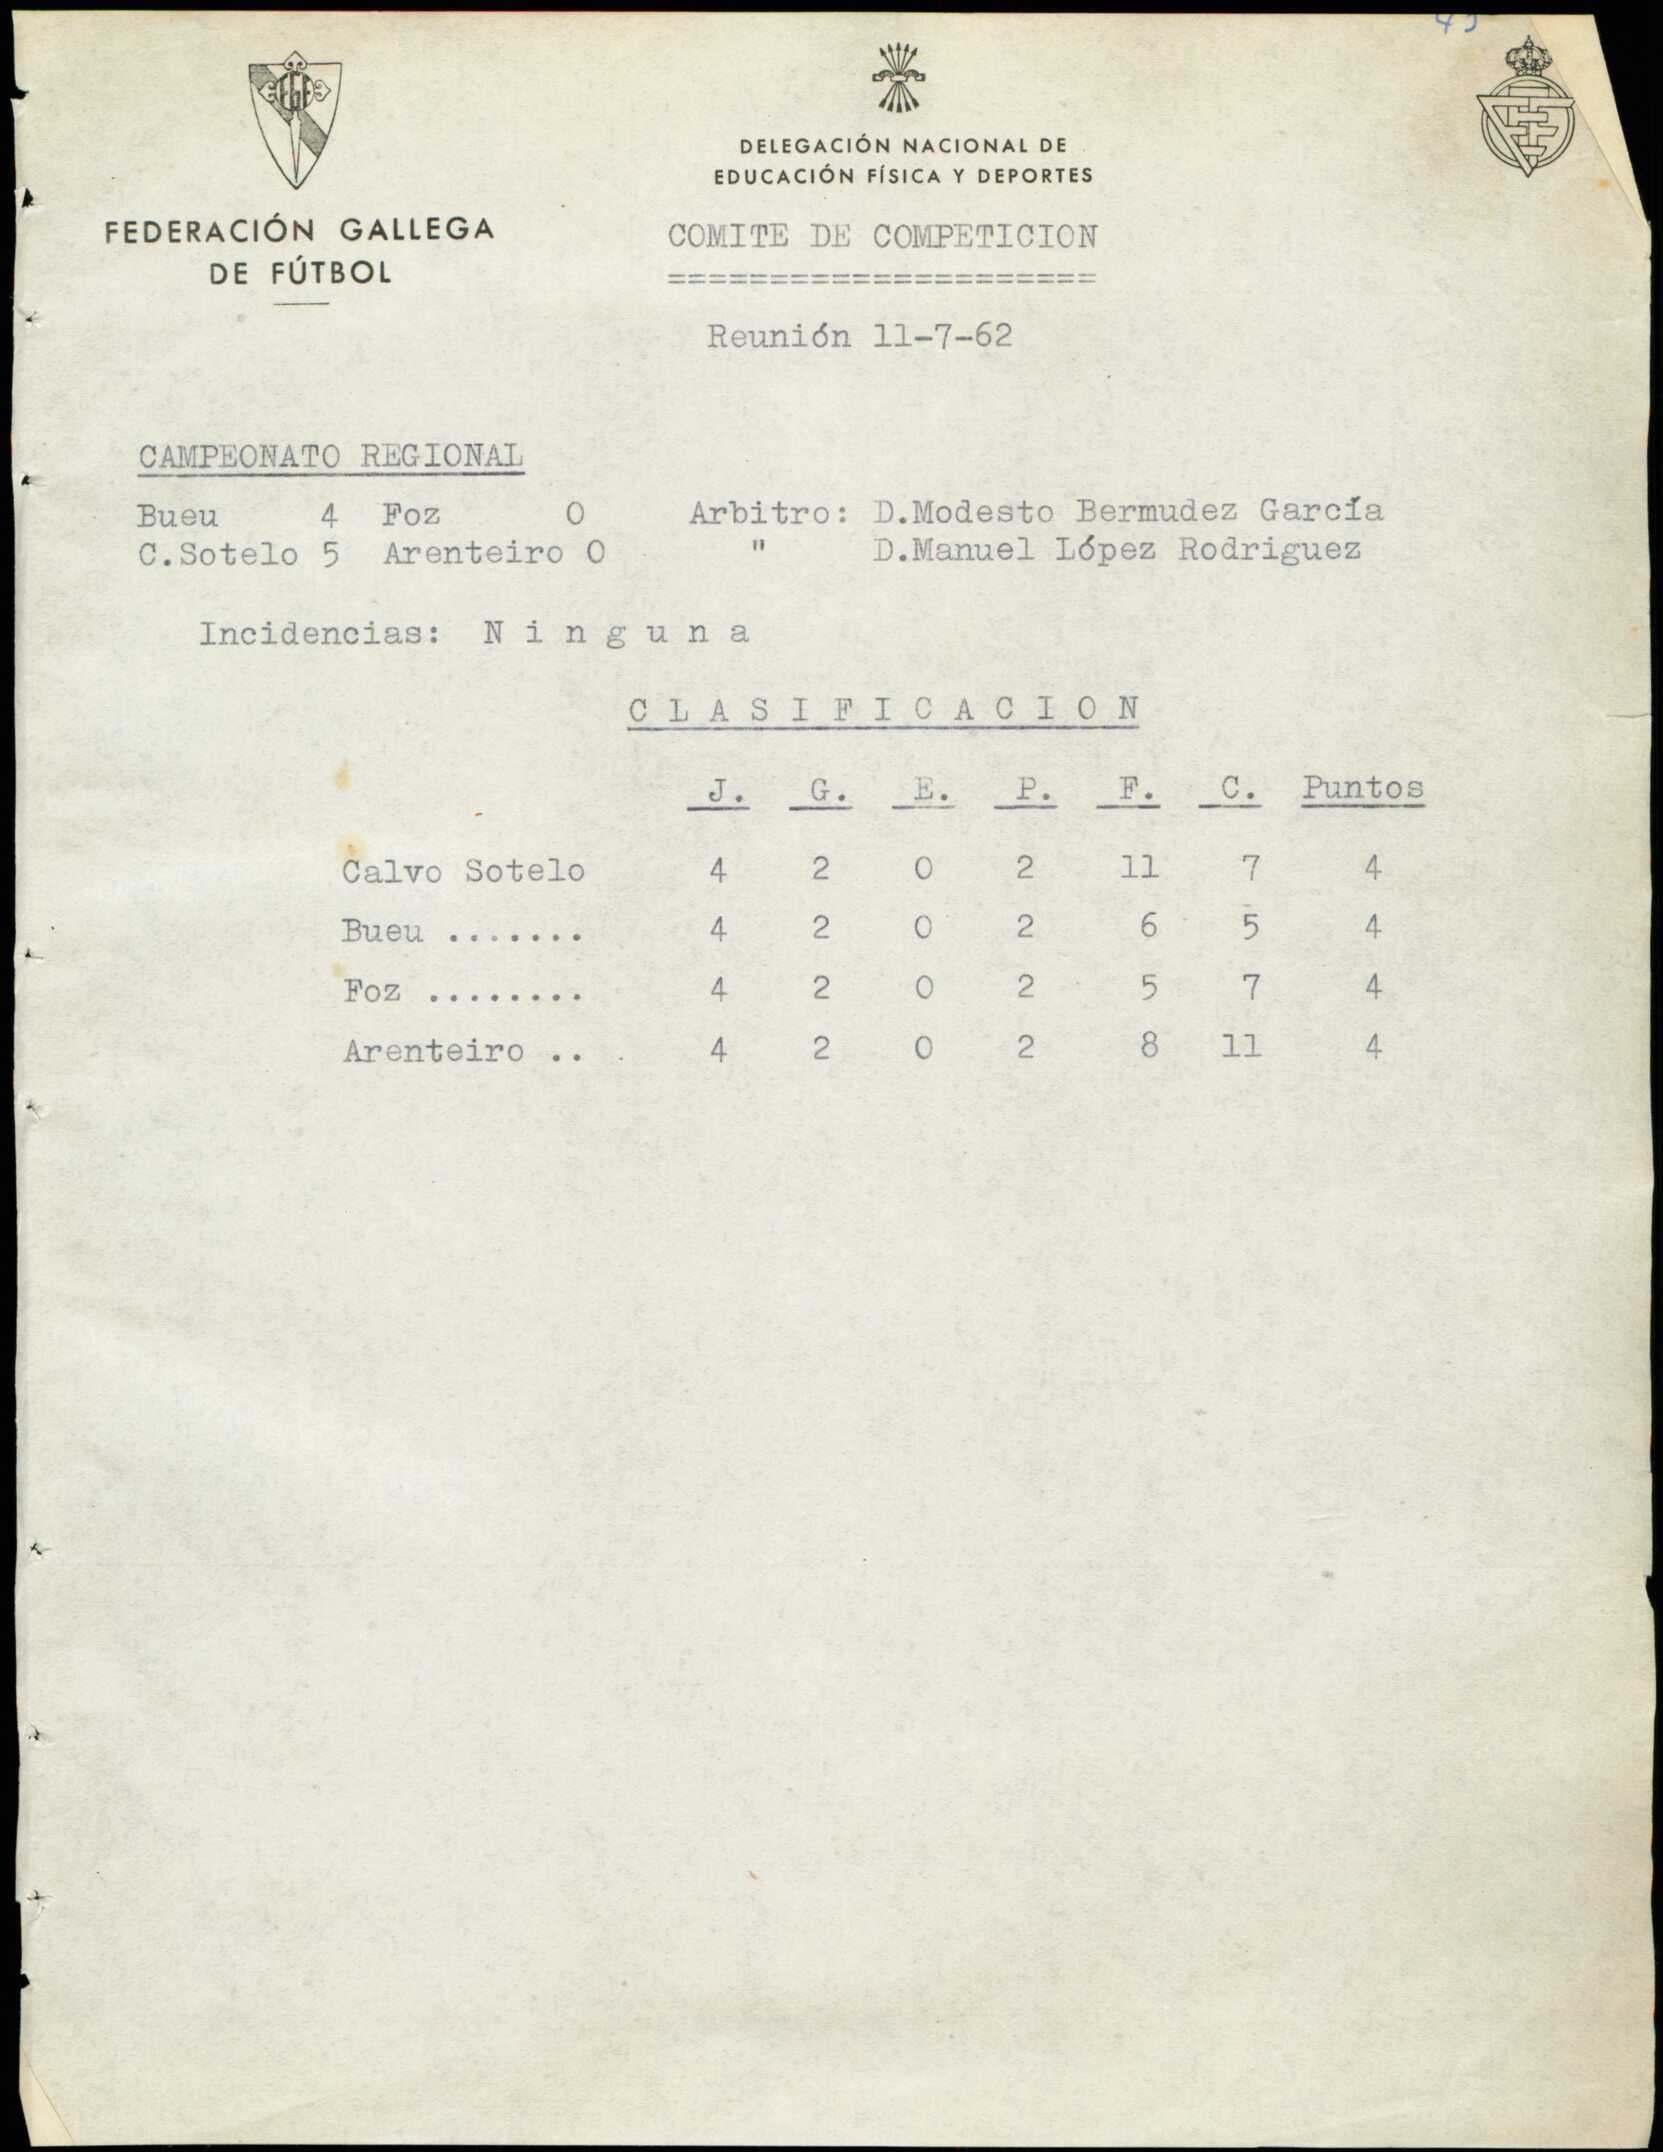 FEDERACIÓN GALLEGA
DE FÚTBOL
DELEGACIÓN NACIONAL DE
EDUCACIÓN FÍSICA Y DEPORTES
COMITE DE COMPETICION
=====================
Reunión 11-7-62
CAMPEONATO REGIONAL
Bueu 4 Foz 0 Arbitro: D.Modesto Bermudez García
C.Sotelo 5 Arenteiro 0 " D.Manuel López Rodriguez
Incidencias: N i n g u n a
C L A S I F I C A C I O N
J. G. E. P. F. C. Puntos
Calvo Sotelo 4 2 0 2 11 7 4
Bueu ....... 4 2 0 2 6 5 4
Foz ........ 4 2 0 2 5 7 4
Arenteiro .. 4 2 0 2 8 11 4